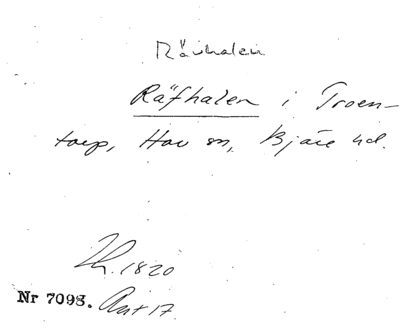 Rävhalen
Räfhalen i Troen-
torp, Hov sn, Bjäre hd.
1820
Nr 7098.